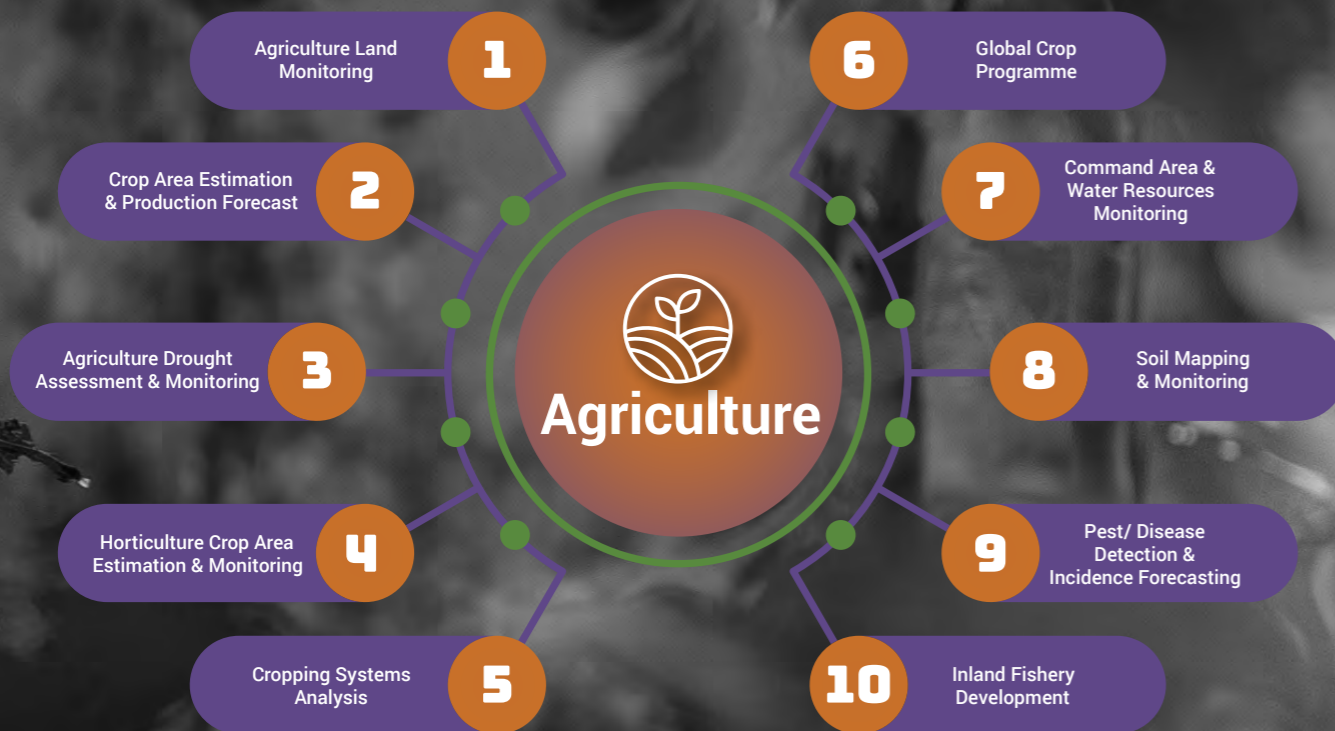 1
Agriculture Land
Monitoring
2
Crop Area Estimation
& Production Forecast
3
Agriculture Drought
Assessment & Monitoring
4
Horticulture Crop Area
Estimation & Monitoring
5
Cropping Systems
Analysis
Agriculture
6
Global Crop
Programme
7
Command Area &
Water Resources
Monitoring
8
Soil Mapping
& Monitoring
9
Pest/ Disease
Detection &
Incidence Forecasting
10
Inland Fishery
Development